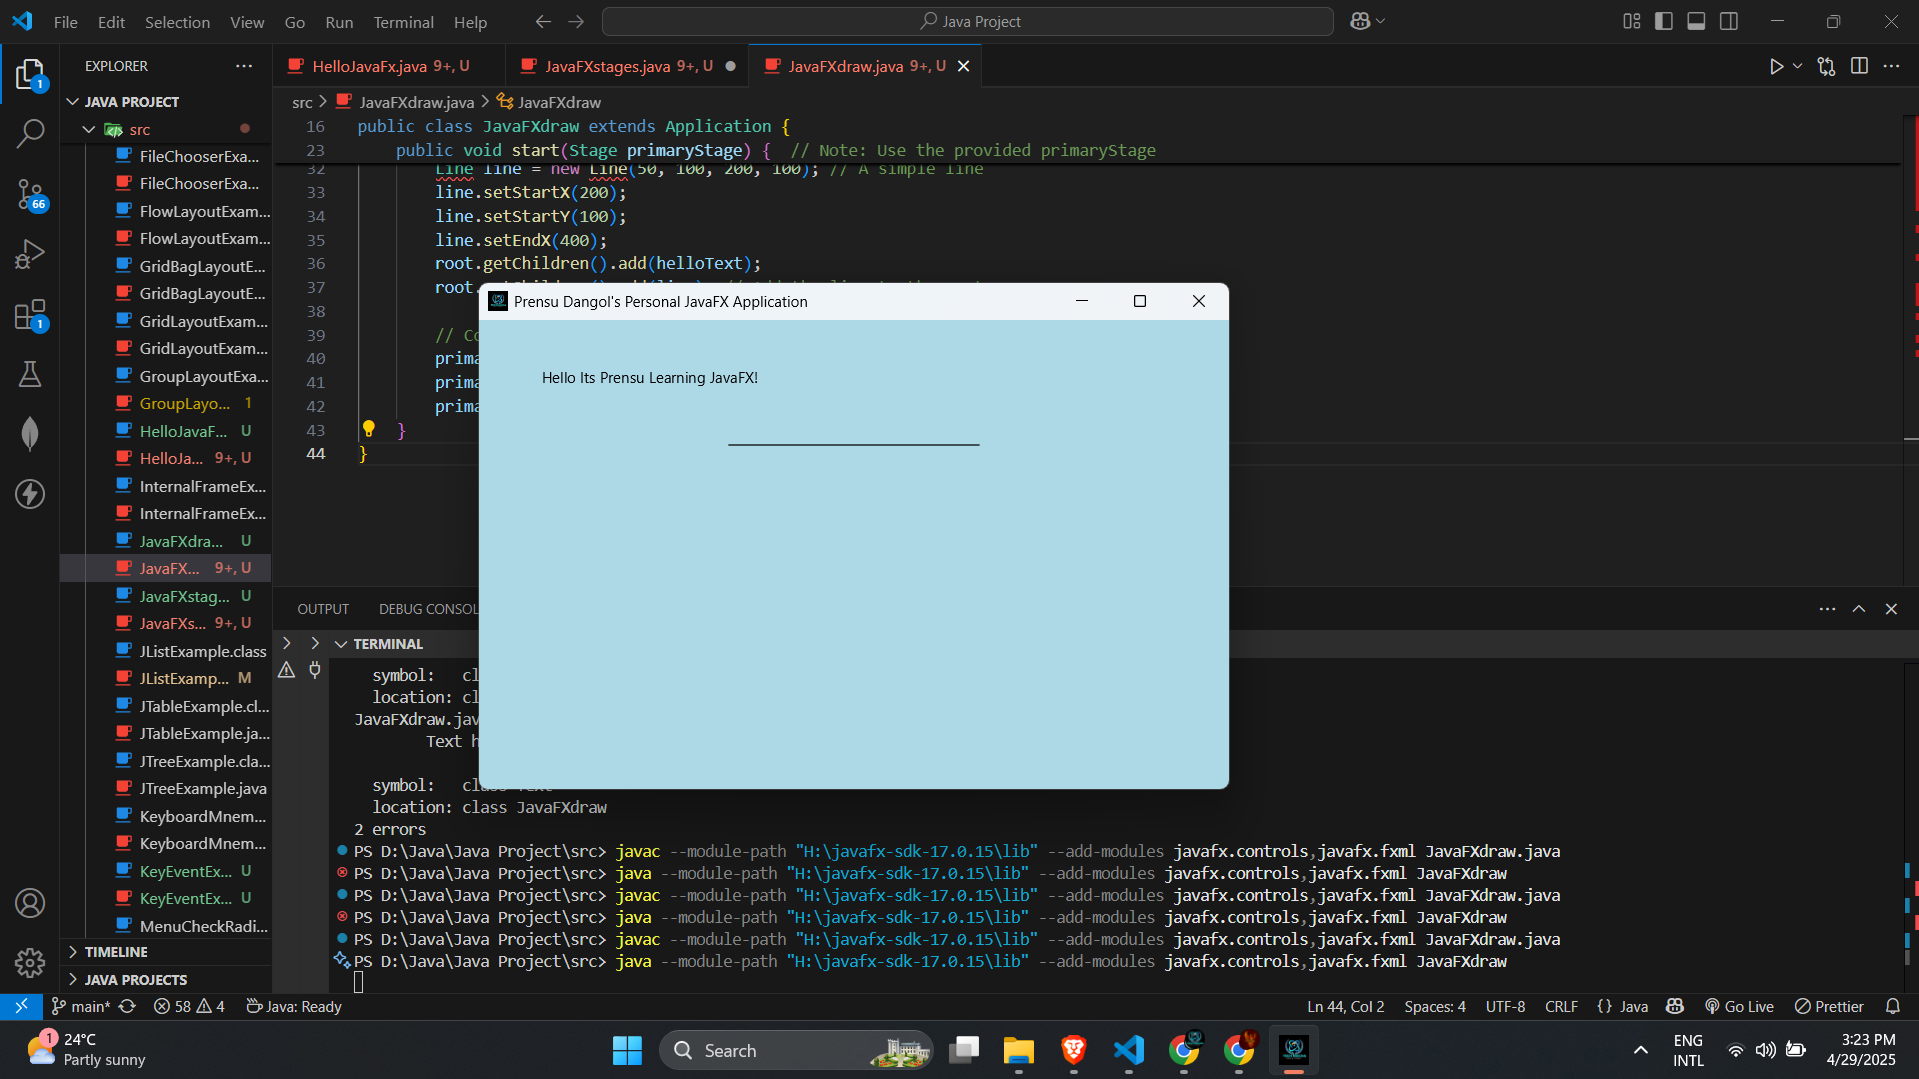 File Edit Selection View Go Run Terminal Help
Java Project
EXPLORER
HelloJavaFx.java 9+, U
JavaFXstages.java 9+, U
JavaFXdraw.java 9+, U
JAVA PROJECT
src
FileChooserExa...
FileChooserExa...
FlowLayoutExam...
FlowLayoutExam...
GridBagLayoutE...
GridBagLayoutE...
GridLayoutExam...
GridLayoutExam...
GroupLayoutExa...
GroupLayo... 1
HelloJavaF... U
HelloJa... 9+, U
InternalFrameEx...
InternalFrameEx...
JavaFXdra... U
JavaFX... 9+, U
JavaFXstag... U
JavaFXs... 9+, U
JListExample.class
JListExamp... M
JTableExample.cl...
JTableExample.ja...
JTreeExample.cla...
JTreeExample.java
KeyboardMnem...
KeyboardMnem...
KeyEventEx... U
KeyEventEx... U
MenuCheckRadi...
TIMELINE
JAVA PROJECTS
src > JavaFXdraw.java > JavaFXdraw
16 public class JavaFXdraw extends Application {
23 public void start(Stage primaryStage) { // Note: Use the provided primaryStage
32 Line line = new Line(50, 100, 200, 100); // A simple line
33 line.setStartX(200);
34 line.setStartY(100);
35 line.setEndX(400);
36 root.getChildren().add(helloText);
37 root.
38
39 // Co
40 prima
41 prima
42 prima
43 }
44 }
Prensu Dangol's Personal JavaFX Application
Hello Its Prensu Learning JavaFX!
OUTPUT DEBUG CONSOL
TERMINAL
symbol: cl
location: cl
JavaFXdraw.jav
Text h
symbol: class Text
location: class JavaFXdraw
2 errors
PS D:\Java\Java Project\src> javac --module-path "H:\javafx-sdk-17.0.15\lib" --add-modules javafx.controls,javafx.fxml JavaFXdraw.java
PS D:\Java\Java Project\src> java --module-path "H:\javafx-sdk-17.0.15\lib" --add-modules javafx.controls,javafx.fxml JavaFXdraw
PS D:\Java\Java Project\src> javac --module-path "H:\javafx-sdk-17.0.15\lib" --add-modules javafx.controls,javafx.fxml JavaFXdraw.java
PS D:\Java\Java Project\src> java --module-path "H:\javafx-sdk-17.0.15\lib" --add-modules javafx.controls,javafx.fxml JavaFXdraw
PS D:\Java\Java Project\src> javac --module-path "H:\javafx-sdk-17.0.15\lib" --add-modules javafx.controls,javafx.fxml JavaFXdraw.java
PS D:\Java\Java Project\src> java --module-path "H:\javafx-sdk-17.0.15\lib" --add-modules javafx.controls,javafx.fxml JavaFXdraw
1
66
1
main* 58 4 Java: Ready
Ln 44, Col 2 Spaces: 4 UTF-8 CRLF {} Java Go Live Prettier
1
24°C
Partly sunny
Search
ENG
INTL
3:23 PM
4/29/2025